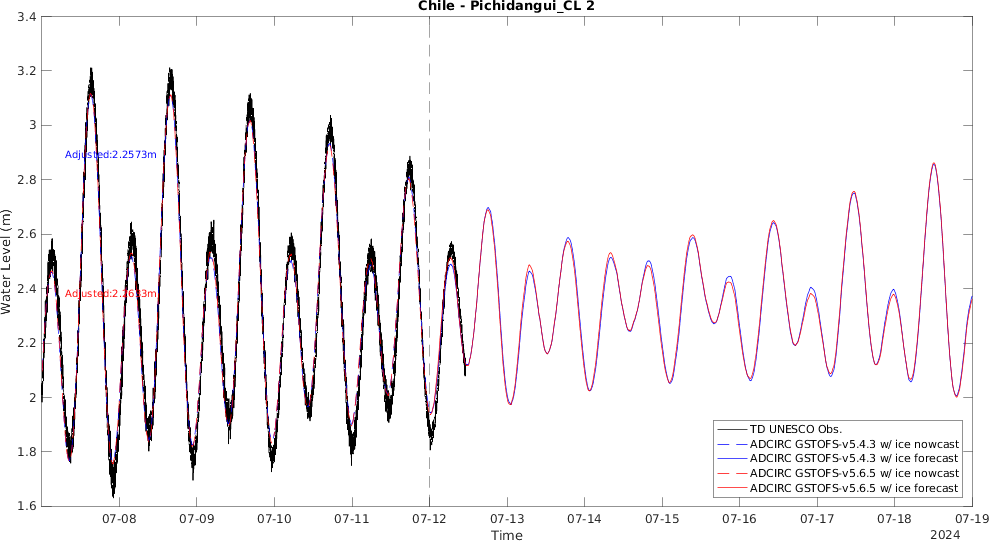 Chile - Pichidangui_CL 2
3.4
3.2
3
2.8
2.6
2.4
2.2
2
1.8
1.6
Water Level (m)
Adjusted:2.2573m
07-08
07-09
07-10
07-11
07-12
07-13
07-14
07-15
07-16
07-17
07-18
07-19
Time
2024
TD UNESCO Obs.
ADCIRC GSTOFS-v5.4.3 w/ ice nowcast
ADCIRC GSTOFS-v5.4.3 w/ ice forecast
ADCIRC GSTOFS-v5.6.5 w/ ice nowcast
ADCIRC GSTOFS-v5.6.5 w/ ice forecast